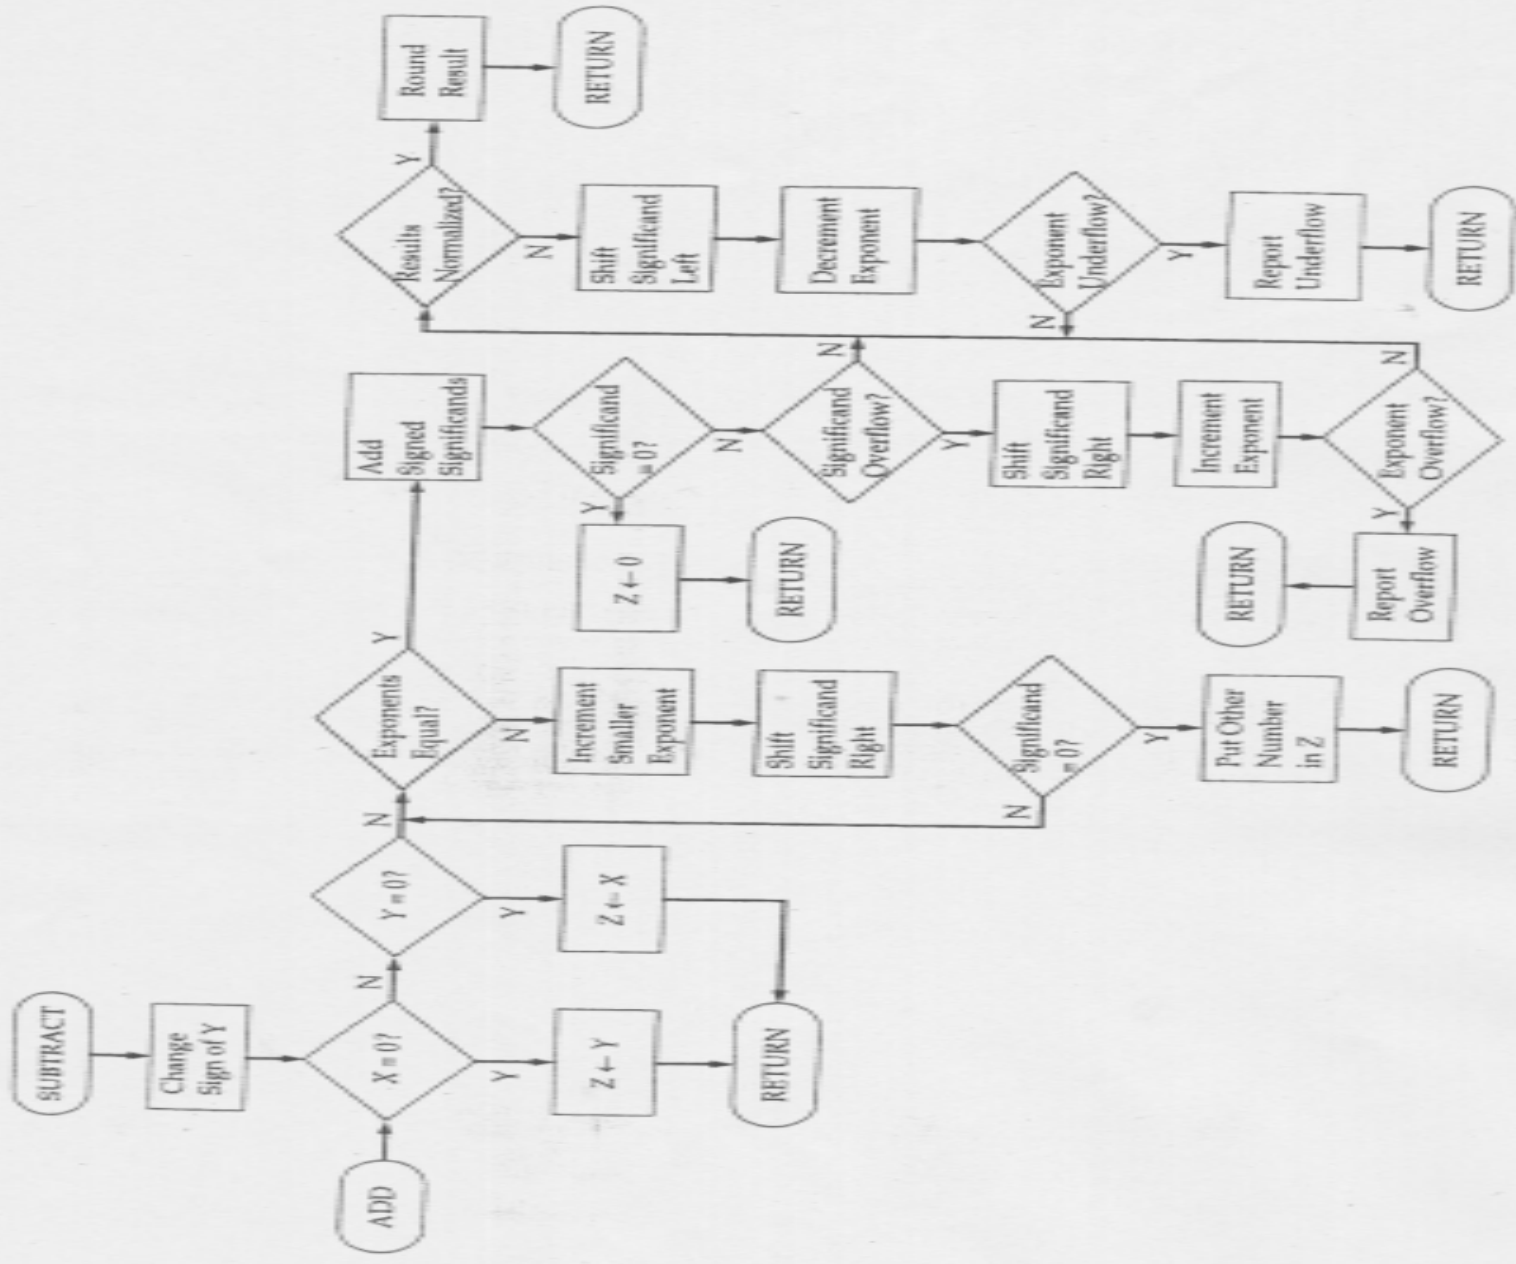 SUBTRACT
Change
Sign of Y
ADD
X = 0?
N
Y
Z ← Y
RETURN
Y = 0?
N
Y
Z ← X
Exponents
Equal?
Y
N
Increment
Smaller
Exponent
Shift
Significand
Right
Significand
= 0?
N
Y
Put Other
Number
in Z
RETURN
Add
Signed
Significands
Significand
= 0?
Y
Z ← 0
RETURN
N
Significand
Overflow?
N
Y
Shift
Significand
Right
Increment
Exponent
Exponent
Overflow?
N
Y
Report
Overflow
RETURN
Results
Normalized?
Y
Round
Result
RETURN
N
Shift
Significand
Left
Decrement
Exponent
Exponent
Underflow?
N
Y
Report
Underflow
RETURN